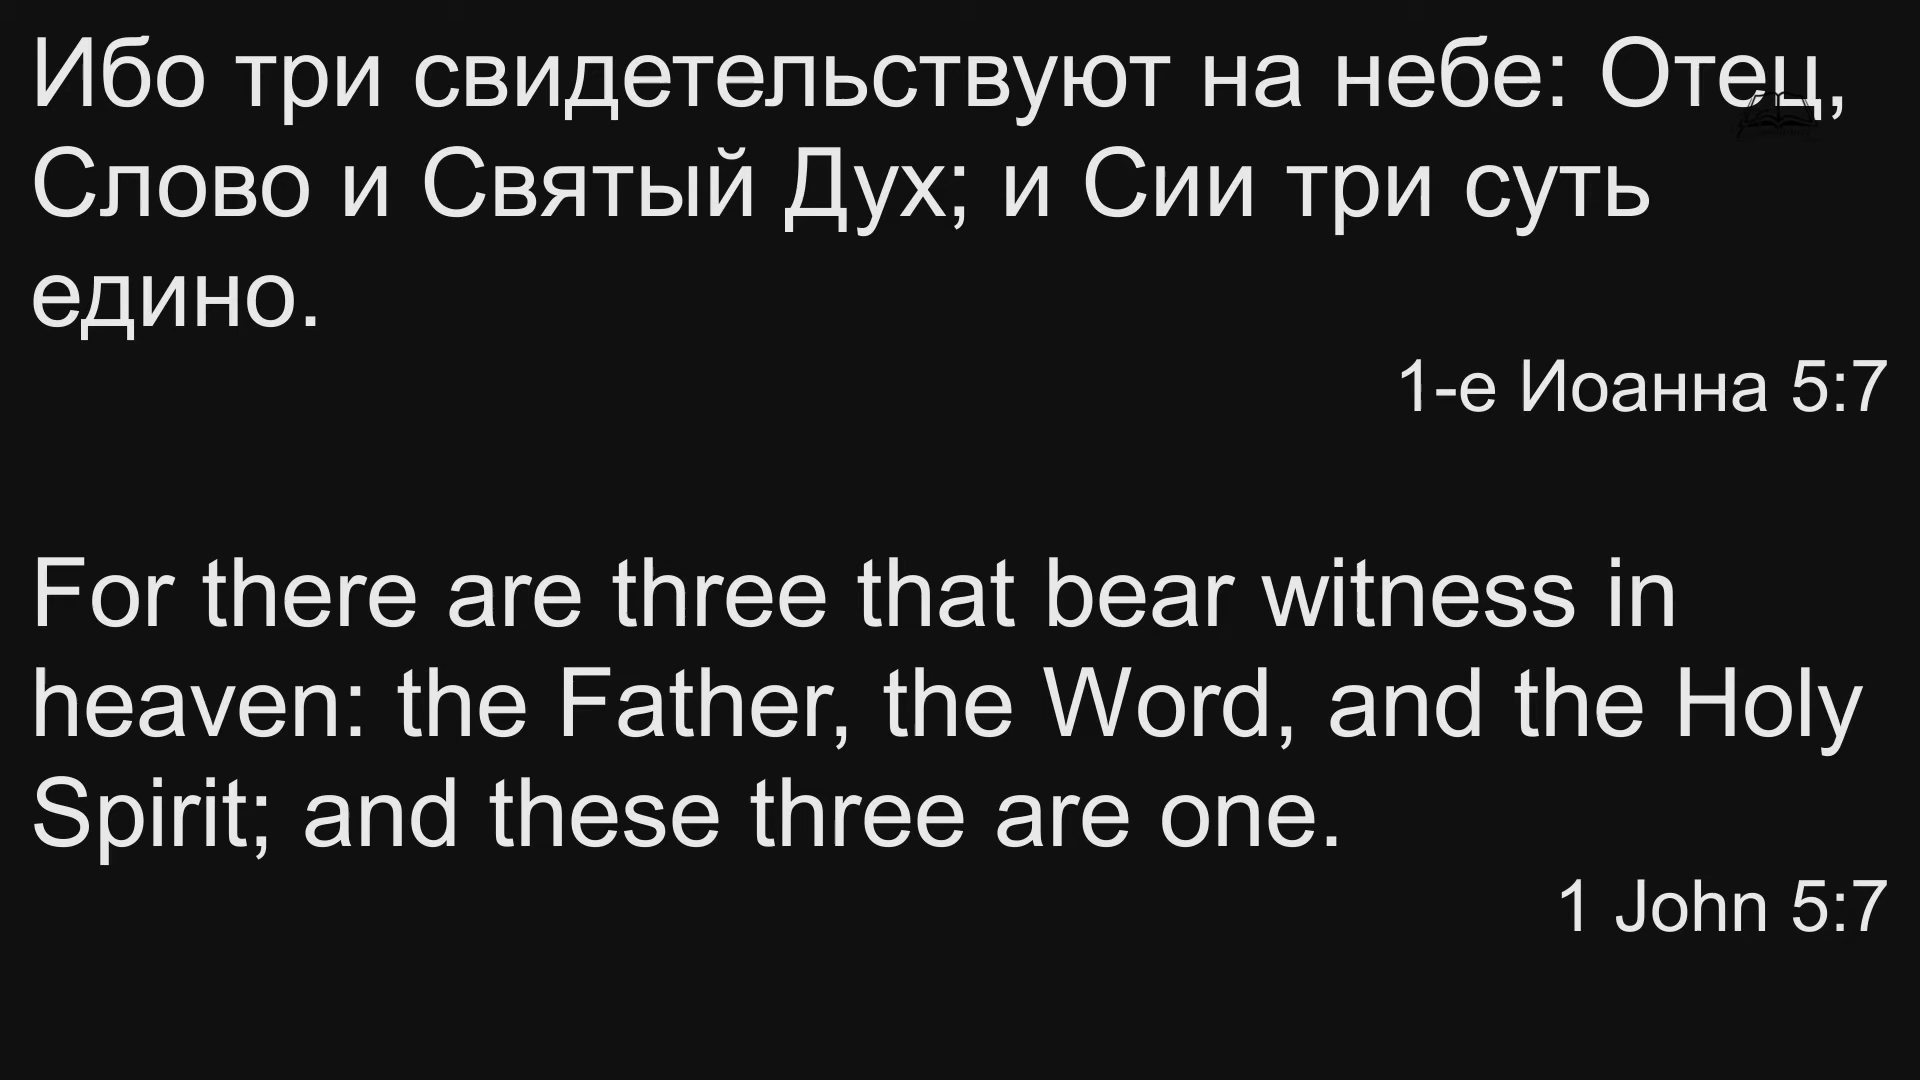 Ибо три свидетельствуют на небе: Отец,
Слово и Святый Дух; и Сии три суть
едино.
1-е Иоанна 5:7
For there are three that bear witness in
heaven: the Father, the Word, and the Holy
Spirit; and these three are one.
1 John 5:7